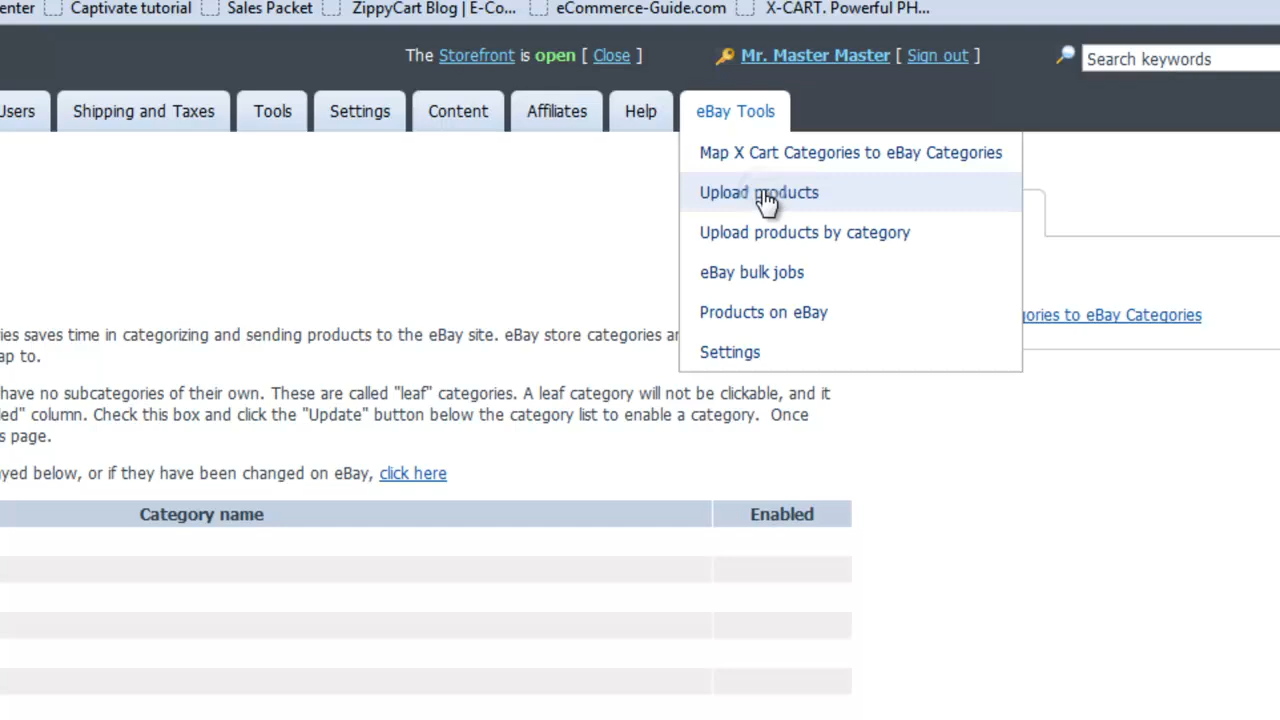 enter Captivate tutorial Sales Packet ZippyCart Blog | E-Co... eCommerce-Guide.com X-CART. Powerful PH...
The Storefront is open [ Close ] Mr. Master Master [ Sign out ] Search keywords
Users Shipping and Taxes Tools Settings Content Affiliates Help eBay Tools
Map X Cart Categories to eBay Categories
Upload products
Upload products by category
eBay bulk jobs
Products on eBay
Settings
gories to eBay Categories
ies saves time in categorizing and sending products to the eBay site. eBay store categories ar
ap to.
have no subcategories of their own. These are called "leaf" categories. A leaf category will not be clickable, and it
led" column. Check this box and click the "Update" button below the category list to enable a category. Once
s page.
yed below, or if they have been changed on eBay, click here
Category name Enabled